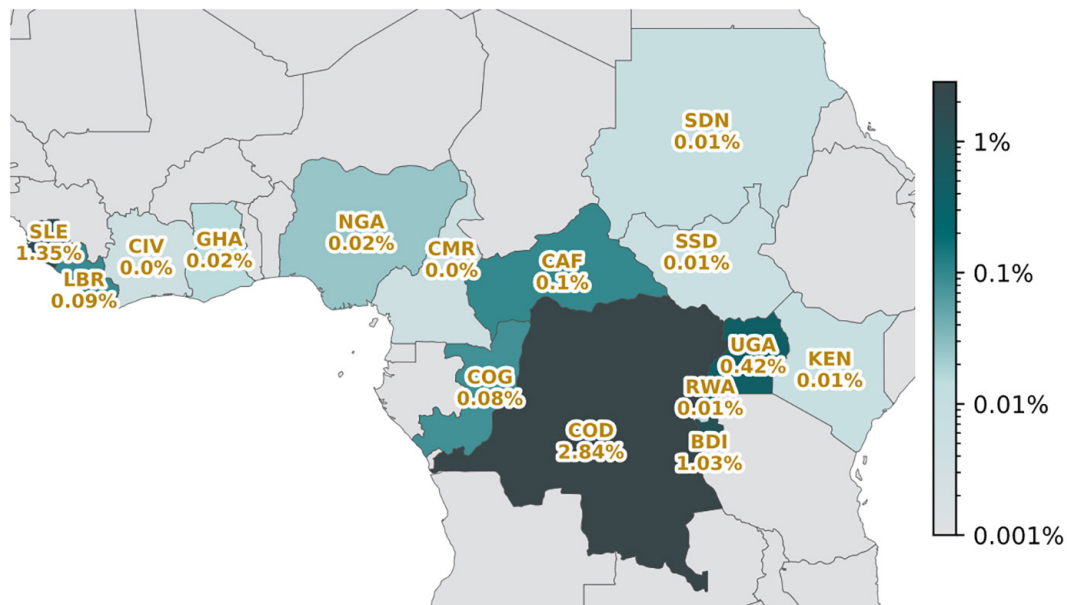 SDN
0.01%
SLE
1.35%
LBR
0.09%
CIV
0.0%
GHA
0.02%
NGA
0.02%
CMR
0.0%
CAF
0.1%
SSD
0.01%
COG
0.08%
COD
2.84%
UGA
0.42%
RWA
0.01%
BDI
1.03%
KEN
0.01%
1%
0.1%
0.01%
0.001%